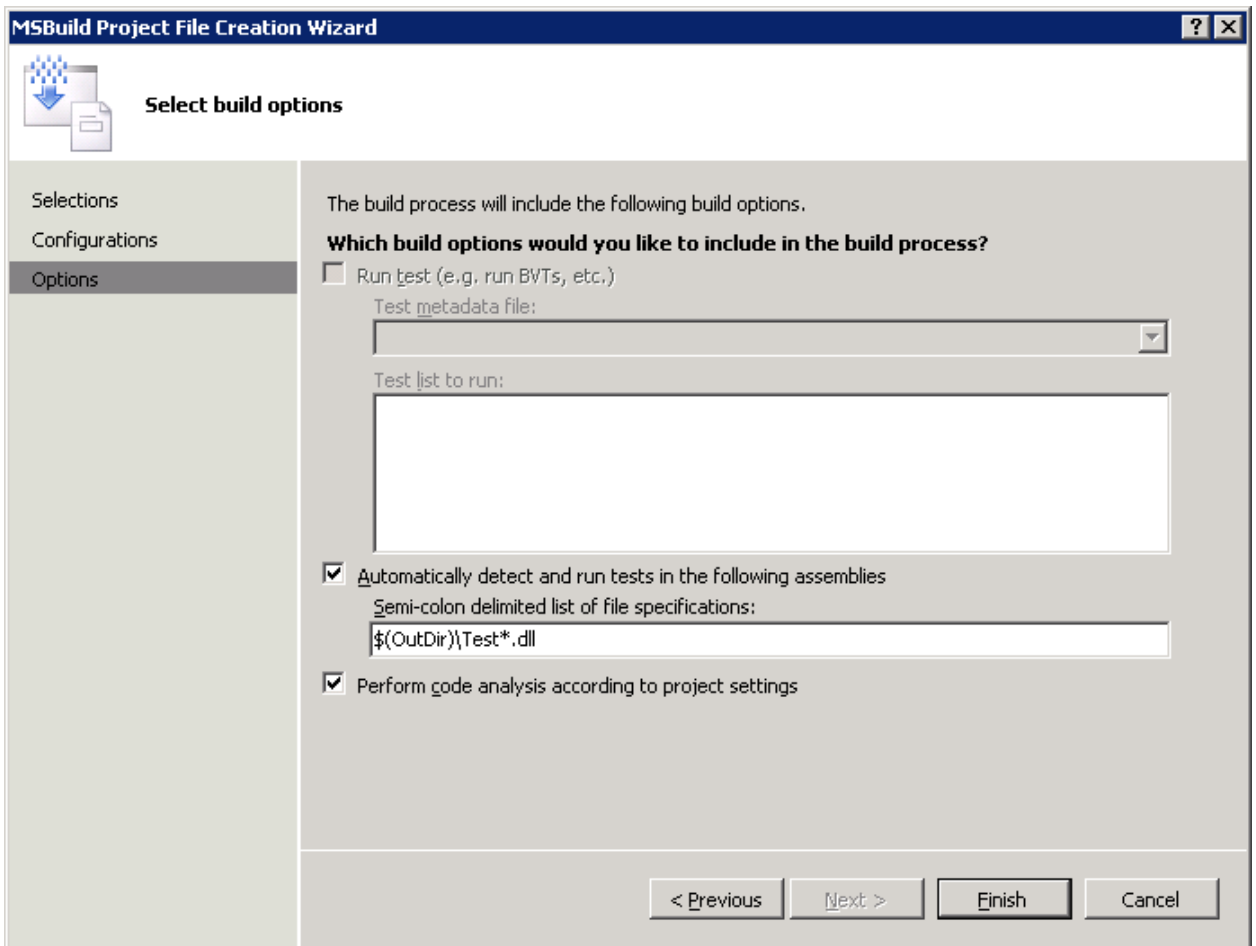 MSBuild Project File Creation Wizard
Select build options
Selections
Configurations
Options
The build process will include the following build options.
Which build options would you like to include in the build process?
Run test (e.g. run BVTs, etc.)
Test metadata file:
Test list to run:
Automatically detect and run tests in the following assemblies
Semi-colon delimited list of file specifications:
$(OutDir)\Test*.dll
Perform code analysis according to project settings
< Previous
Next >
Finish
Cancel